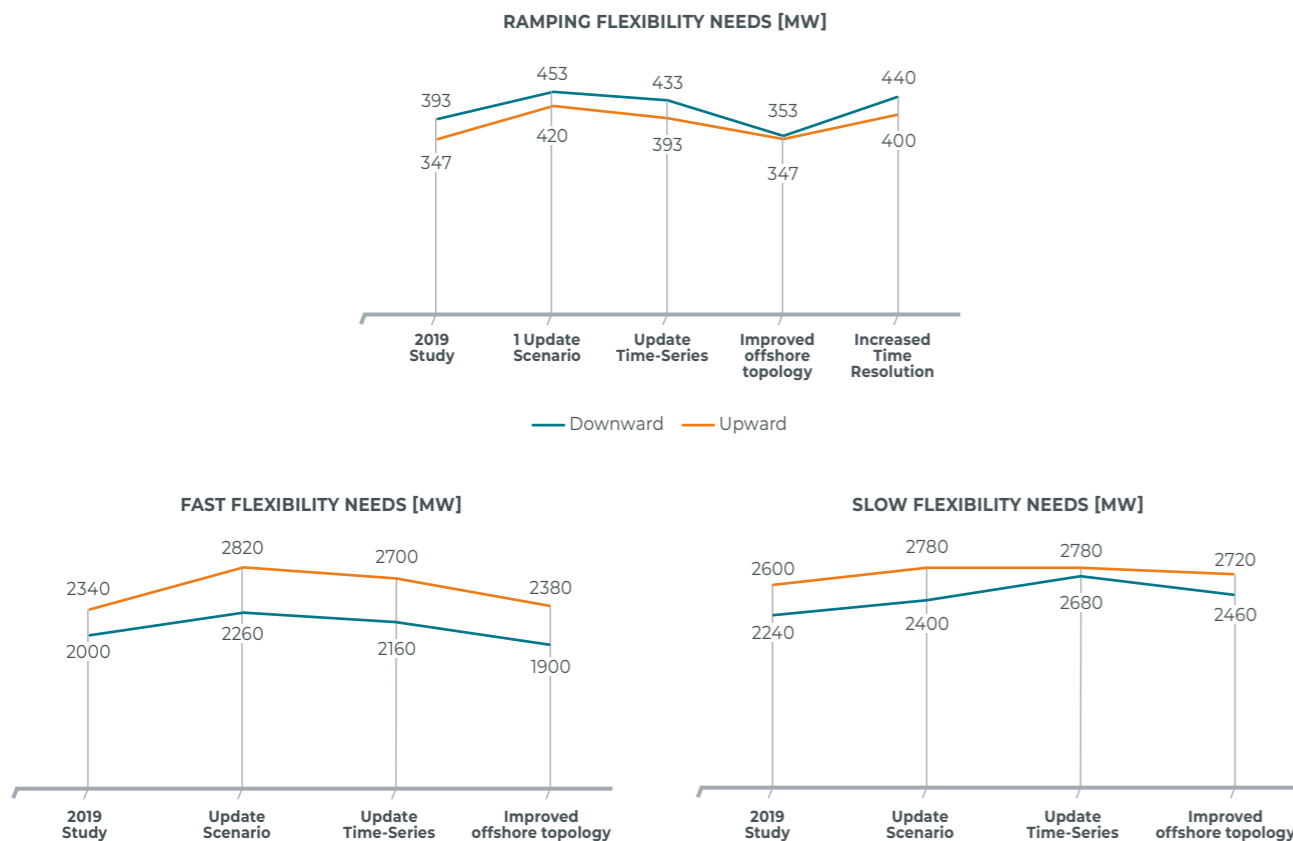 RAMPING FLEXIBILITY NEEDS [MW]
393
453
433
353
440
347
420
393
347
400
2019
Study
1 Update
Scenario
Update
Time-Series
Improved
offshore
topology
Increased
Time
Resolution
Downward
Upward
FAST FLEXIBILITY NEEDS [MW]
2340
2820
2700
2380
2000
2260
2160
1900
2019
Study
Update
Scenario
Update
Time-Series
Improved
offshore topology
SLOW FLEXIBILITY NEEDS [MW]
2600
2780
2780
2720
2240
2400
2680
2460
2019
Study
Update
Scenario
Update
Time-Series
Improved
offshore topology